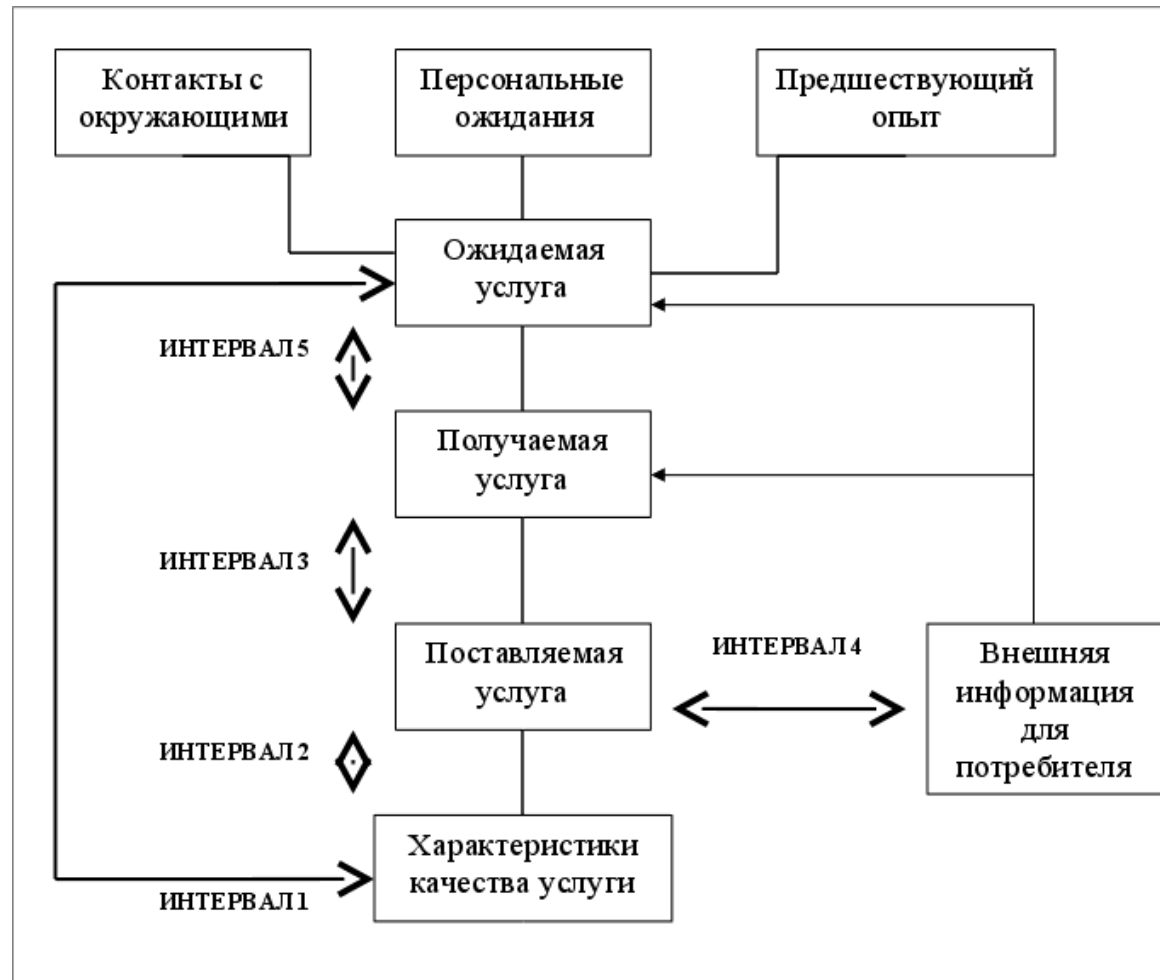 Контакты с
окружающими
Персональные
ожидания
Предшествующий
опыт
Ожидаемая
услуга
ИНТЕРВАЛ 5
Получаемая
услуга
ИНТЕРВАЛ 3
Поставляемая
услуга
ИНТЕРВАЛ 4
Внешняя
информация
для
потребителя
ИНТЕРВАЛ 2
Характеристики
качества услуги
ИНТЕРВАЛ 1